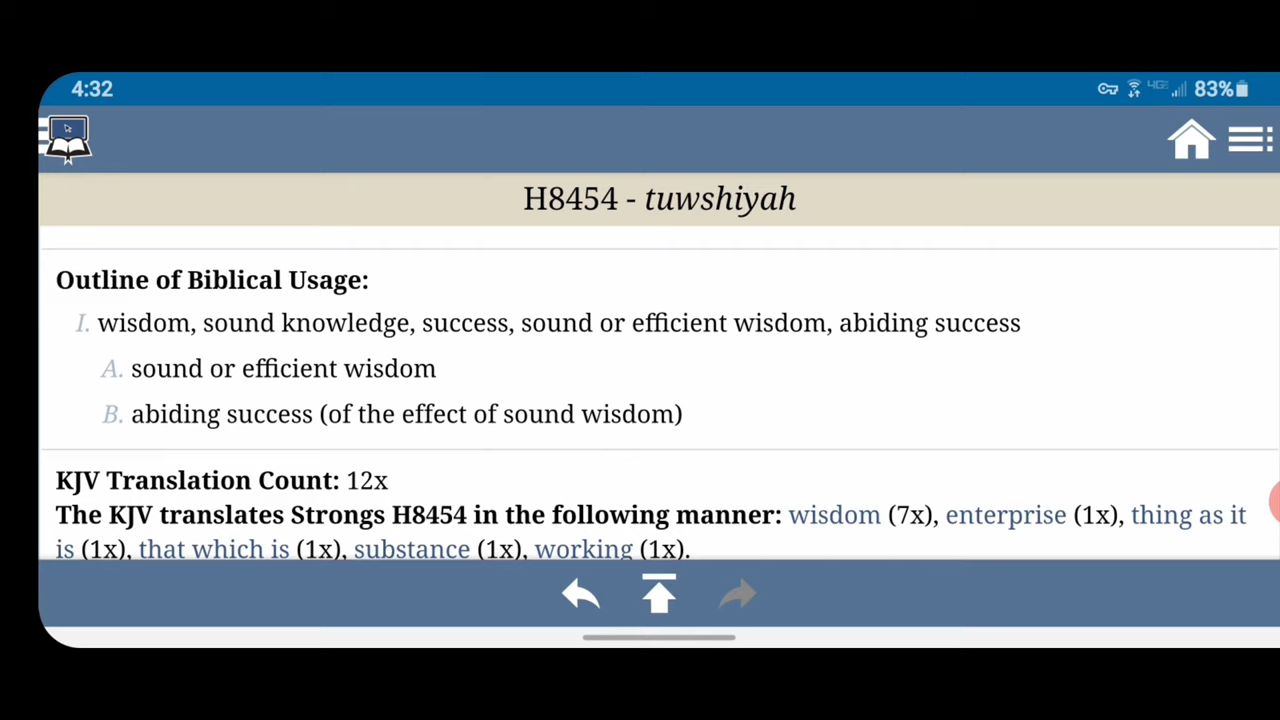 4:32
4G 83%
H8454 - tuwshiyah
Outline of Biblical Usage:
I. wisdom, sound knowledge, success, sound or efficient wisdom, abiding success
A. sound or efficient wisdom
B. abiding success (of the effect of sound wisdom)
KJV Translation Count: 12x
The KJV translates Strongs H8454 in the following manner: wisdom (7x), enterprise (1x), thing as it
is (1x), that which is (1x), substance (1x), working (1x).